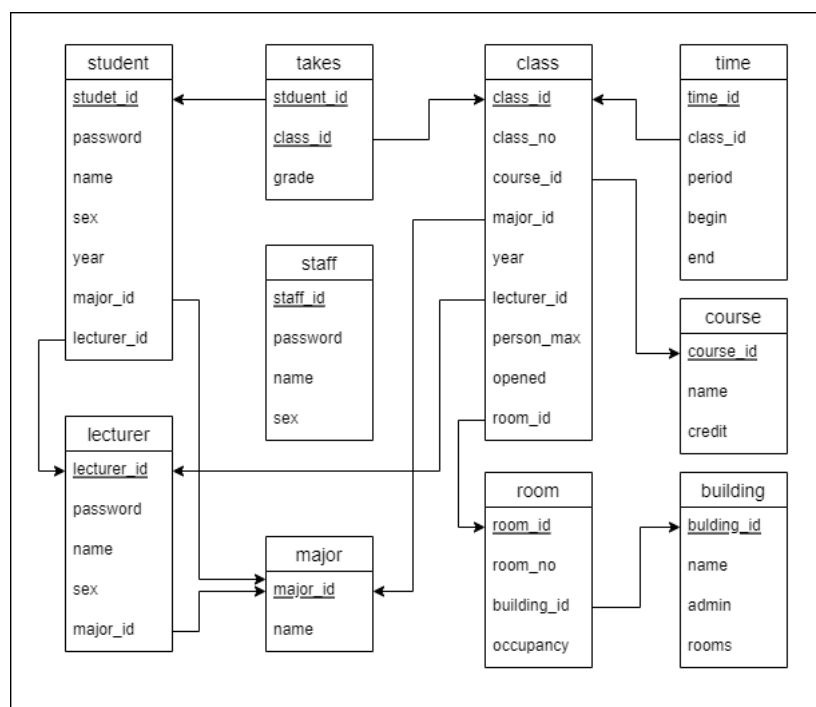 student
studet_id
password
name
sex
year
major_id
lecturer_id
takes
stduent_id
class_id
grade
class
class_id
class_no
course_id
major_id
year
lecturer_id
person_max
opened
room_id
time
time_id
class_id
period
begin
end
staff
staff_id
password
name
sex
course
course_id
name
credit
lecturer
lecturer_id
password
name
sex
major_id
major
major_id
name
room
room_id
room_no
building_id
occupancy
building
bulding_id
name
admin
rooms